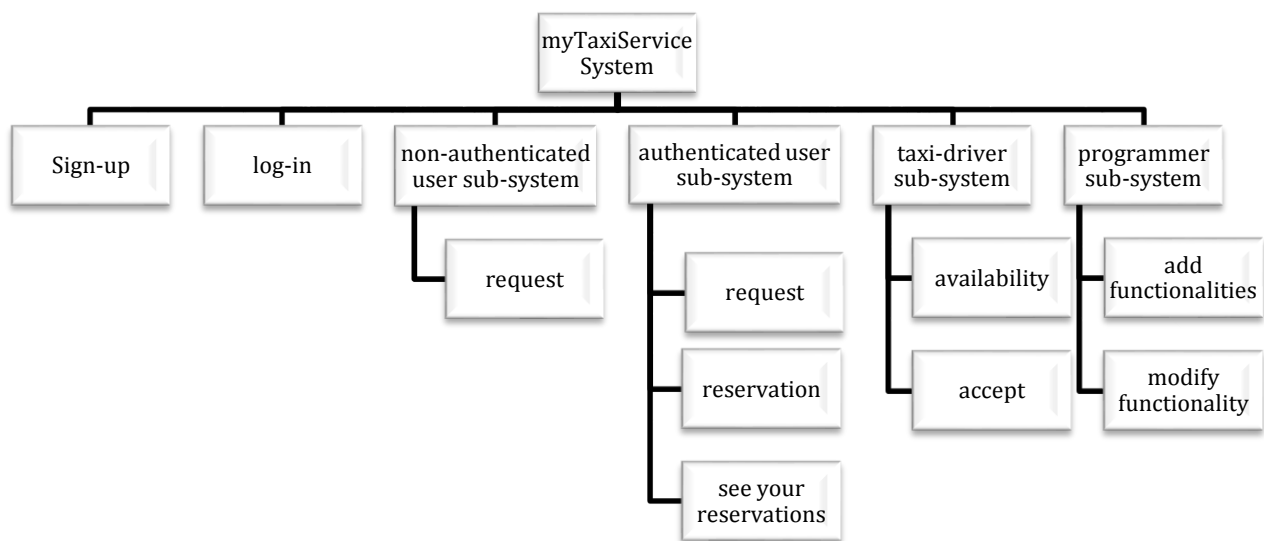 myTaxiService
System
Sign-up
log-in
non-authenticated
user sub-system
authenticated user
sub-system
taxi-driver
sub-system
programmer
sub-system
request
request
reservation
see your
reservations
availability
accept
add
functionalities
modify
functionality